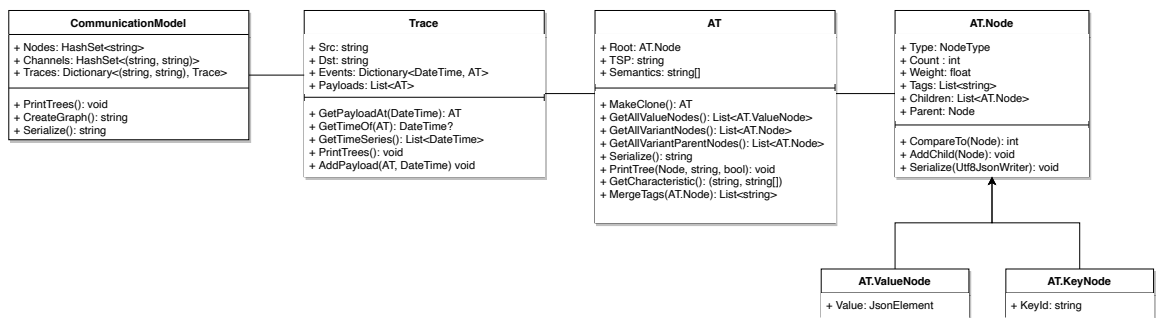 CommunicationModel
+ Nodes: HashSet<string>
+ Channels: HashSet<(string, string)>
+ Traces: Dictionary<(string, string), Trace>
+ PrintTrees(): void
+ CreateGraph(): string
+ Serialize(): string
Trace
+ Src: string
+ Dst: string
+ Events: Dictionary<DateTime, AT>
+ Payloads: List<AT>
+ GetPayloadAt(DateTime): AT
+ GetTimeOf(AT): DateTime?
+ GetTimeSeries(): List<DateTime>
+ PrintTrees(): void
+ AddPayload(AT, DateTime) void
AT
+ Root: AT.Node
+ TSP: string
+ Semantics: string[]
+ MakeClone(): AT
+ GetAllValueNodes(): List<AT.ValueNode>
+ GetAllVariantNodes(): List<AT.Node>
+ GetAllVariantParentNodes(): List<AT.Node>
+ Serialize(): string
+ PrintTree(Node, string, bool): void
+ GetCharacteristic(): (string, string[])
+ MergeTags(AT.Node): List<string>
AT.Node
+ Type: NodeType
+ Count : int
+ Weight: float
+ Tags: List<string>
+ Children: List<AT.Node>
+ Parent: Node
+ CompareTo(Node): int
+ AddChild(Node): void
+ Serialize(Utf8JsonWriter): void
AT.ValueNode
+ Value: JsonElement
AT.KeyNode
+ KeyId: string